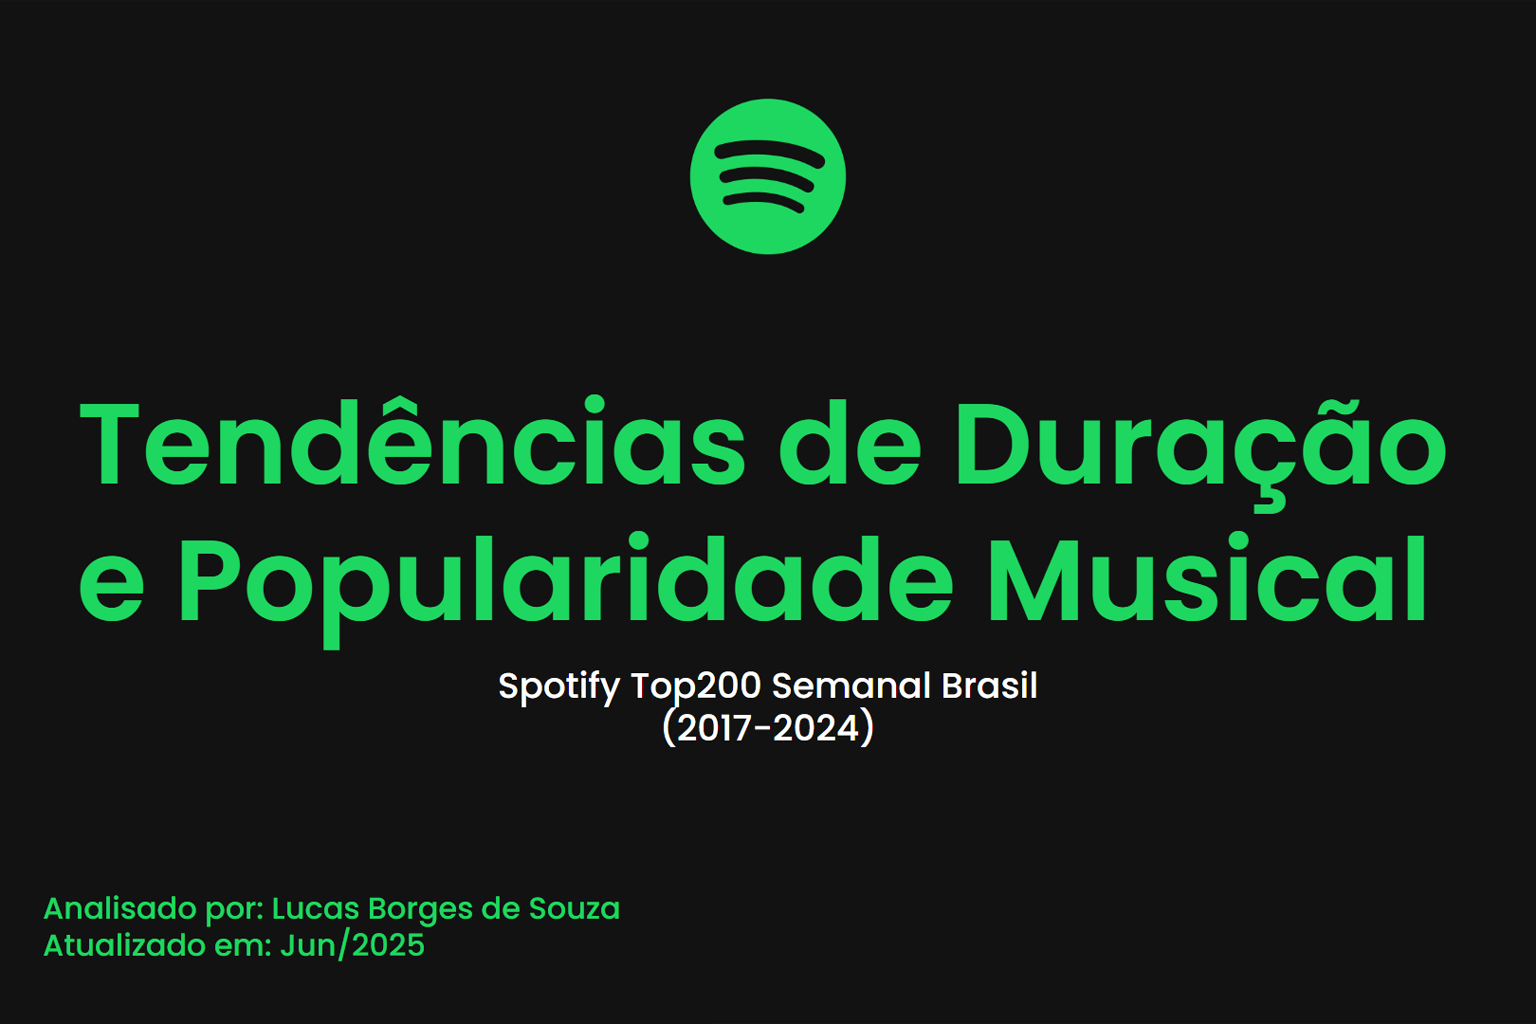 Tendências de Duração
e Popularidade Musical
Spotify Top200 Semanal Brasil
(2017-2024)
Analisado por: Lucas Borges de Souza
Atualizado em: Jun/2025